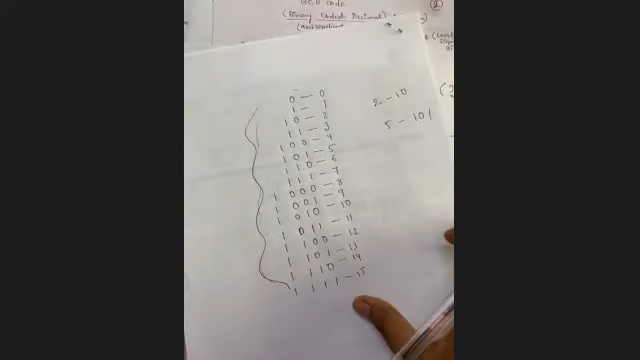 BCD code
(Binary Coded Decimal)
0 — 0
1 — 1
1 0 — 2
1 1 — 3
1 0 0 — 4
1 0 1 — 5
1 1 0 — 6
1 1 1 — 7
1 0 0 0 — 8
1 0 0 1 — 9
1 0 1 0 — 10
1 0 1 1 — 11
1 1 0 0 — 12
1 1 0 1 — 13
1 1 1 0 — 14
1 1 1 1 — 15
2 — 10
5 — 101